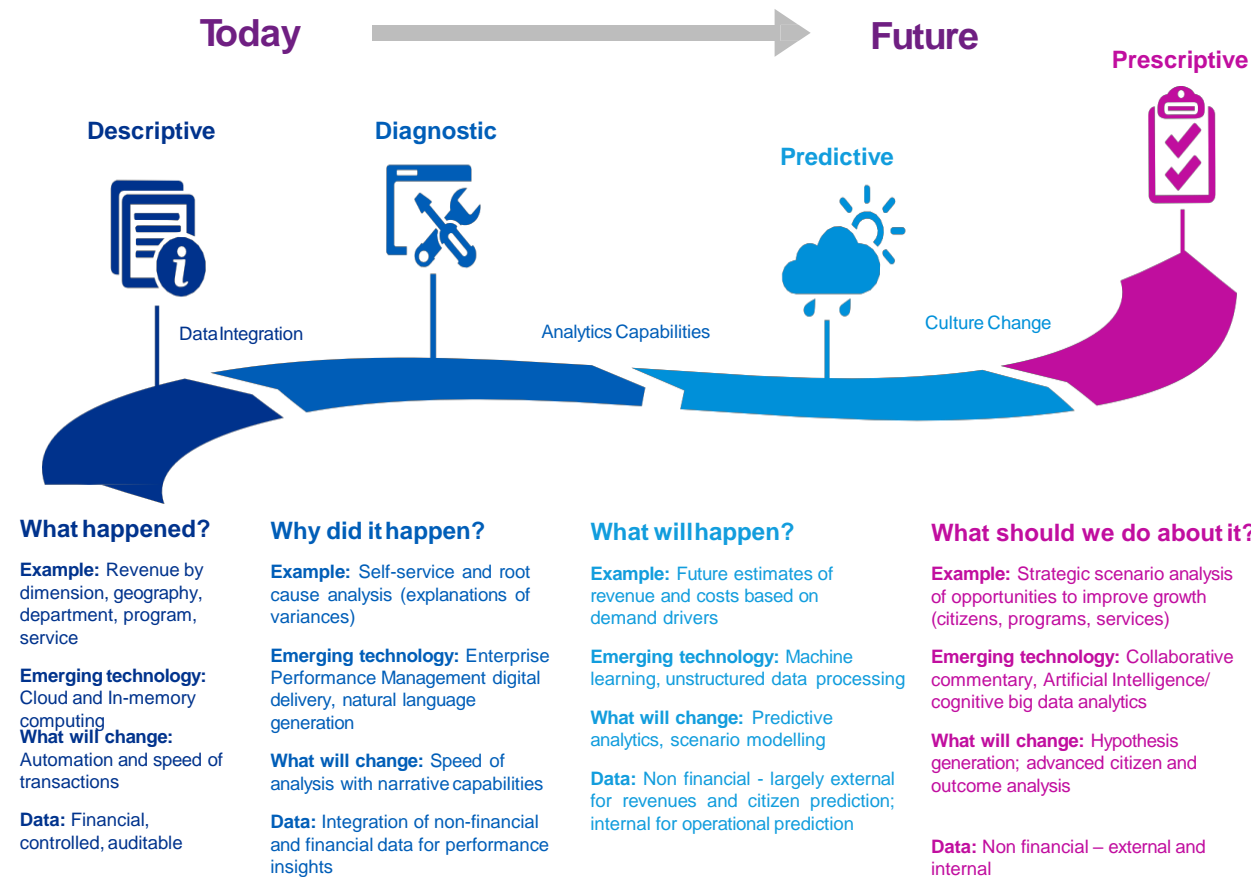 Today
Future
Prescriptive
Descriptive
Diagnostic
Predictive
Data Integration
Analytics Capabilities
Culture Change
What happened?
Example: Revenue by
dimension, geography,
department, program,
service
Emerging technology:
Cloud and In-memory
computing
What will change:
Automation and speed of
transactions
Data: Financial,
controlled, auditable
Why did it happen?
Example: Self-service and root
cause analysis (explanations of
variances)
Emerging technology: Enterprise
Performance Management digital
delivery, natural language
generation
What will change: Speed of
analysis with narrative capabilities
Data: Integration of non-financial
and financial data for performance
insights
What will happen?
Example: Future estimates of
revenue and costs based on
demand drivers
Emerging technology: Machine
learning, unstructured data processing
What will change: Predictive
analytics, scenario modelling
Data: Non financial - largely external
for revenues and citizen prediction;
internal for operational prediction
What should we do about it?
Example: Strategic scenario analysis
of opportunities to improve growth
(citizens, programs, services)
Emerging technology: Collaborative
commentary, Artificial Intelligence/
cognitive big data analytics
What will change: Hypothesis
generation; advanced citizen and
outcome analysis
Data: Non financial – external and
internal